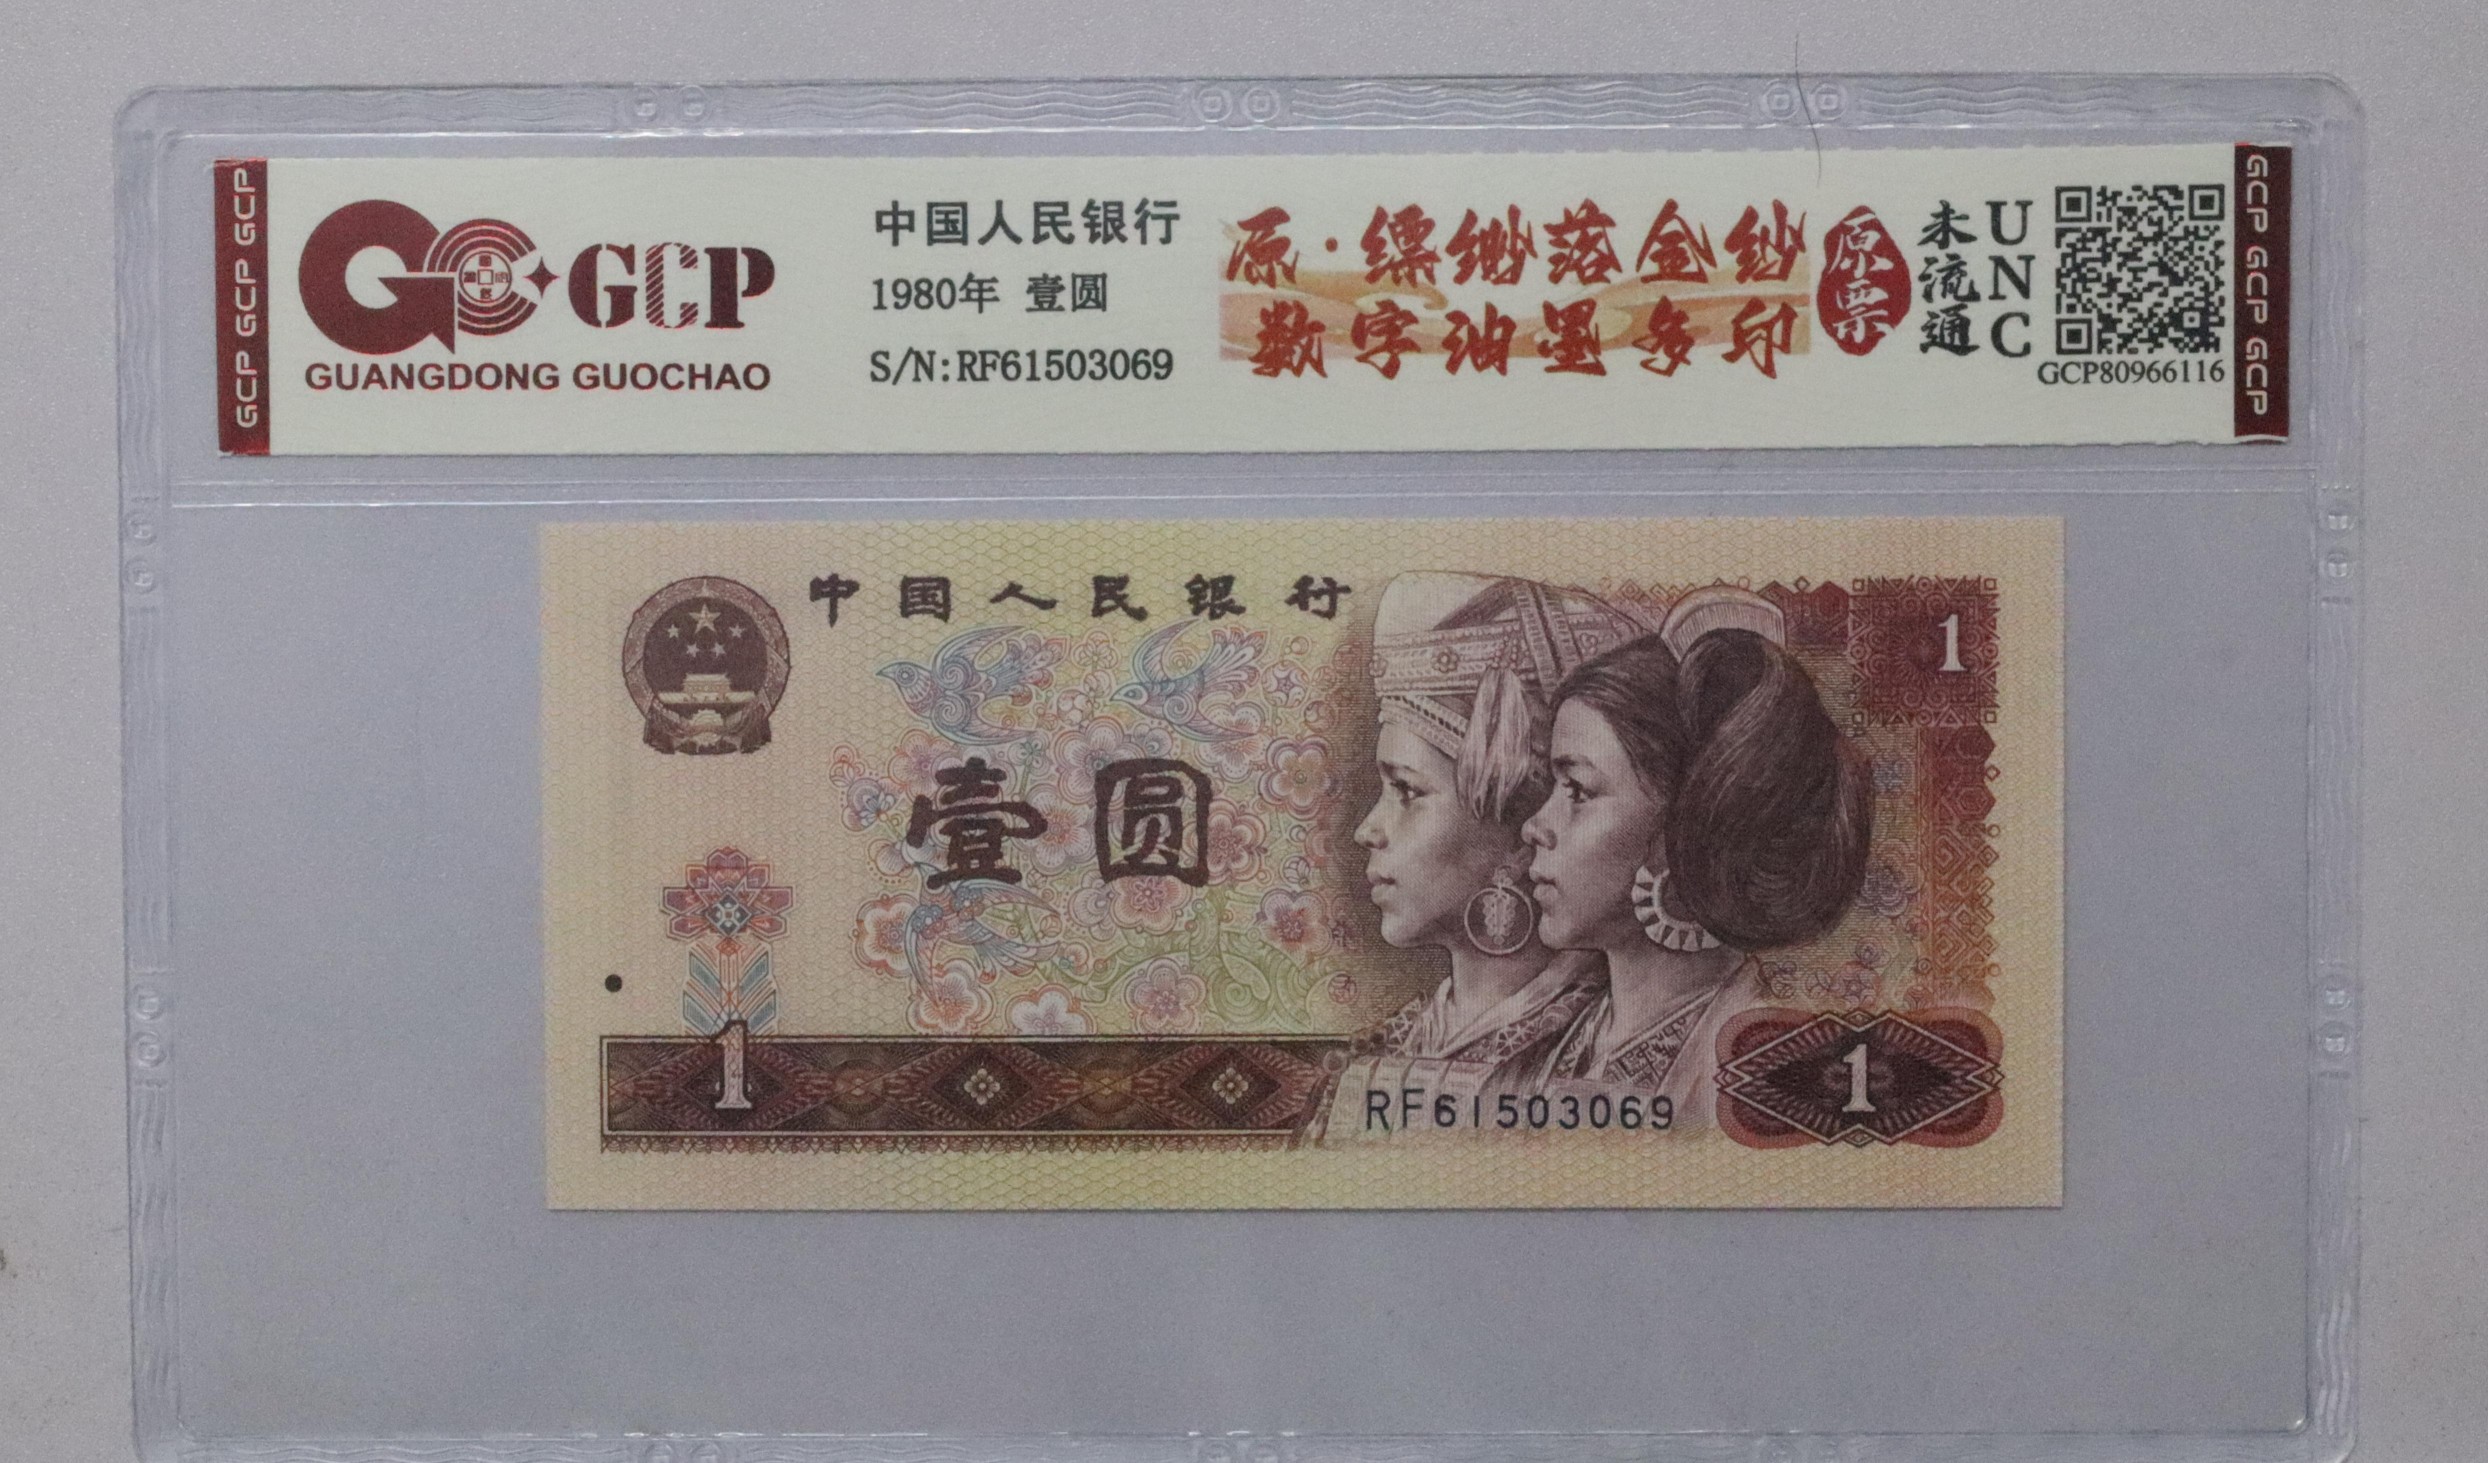 GCP GCP GCP
GCP
GUANGDONG GUOCHAO
中国人民银行
1980年 壹圆
S/N:RF61503069
原·缥缈落金纱
数字油墨多印
原票
未流通
UNC
GCP80966116
GCP GCP GCP
中国人民银行
1
壹圆
1
1
RF61503069